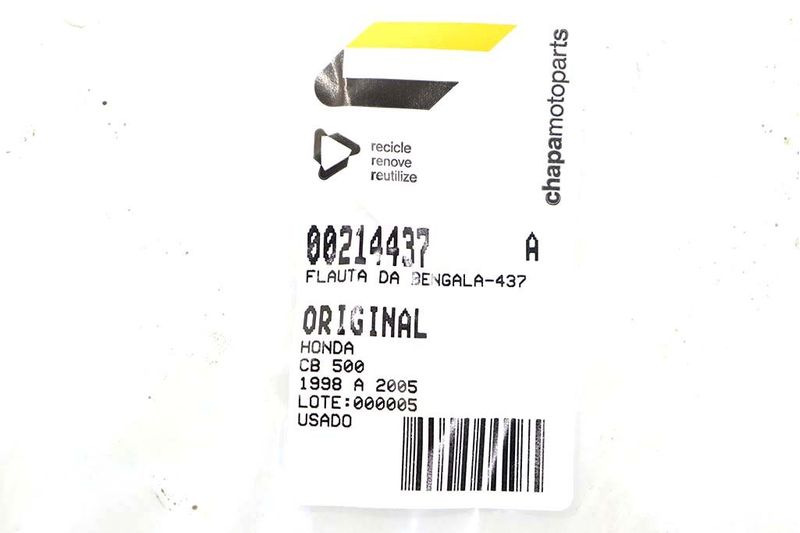 chapamotoparts
recicle
renove
reutilize
00214437 A
FLAUTA DA BENGALA-437
ORIGINAL
HONDA
CB 500
1998 A 2005
LOTE:000005
USADO